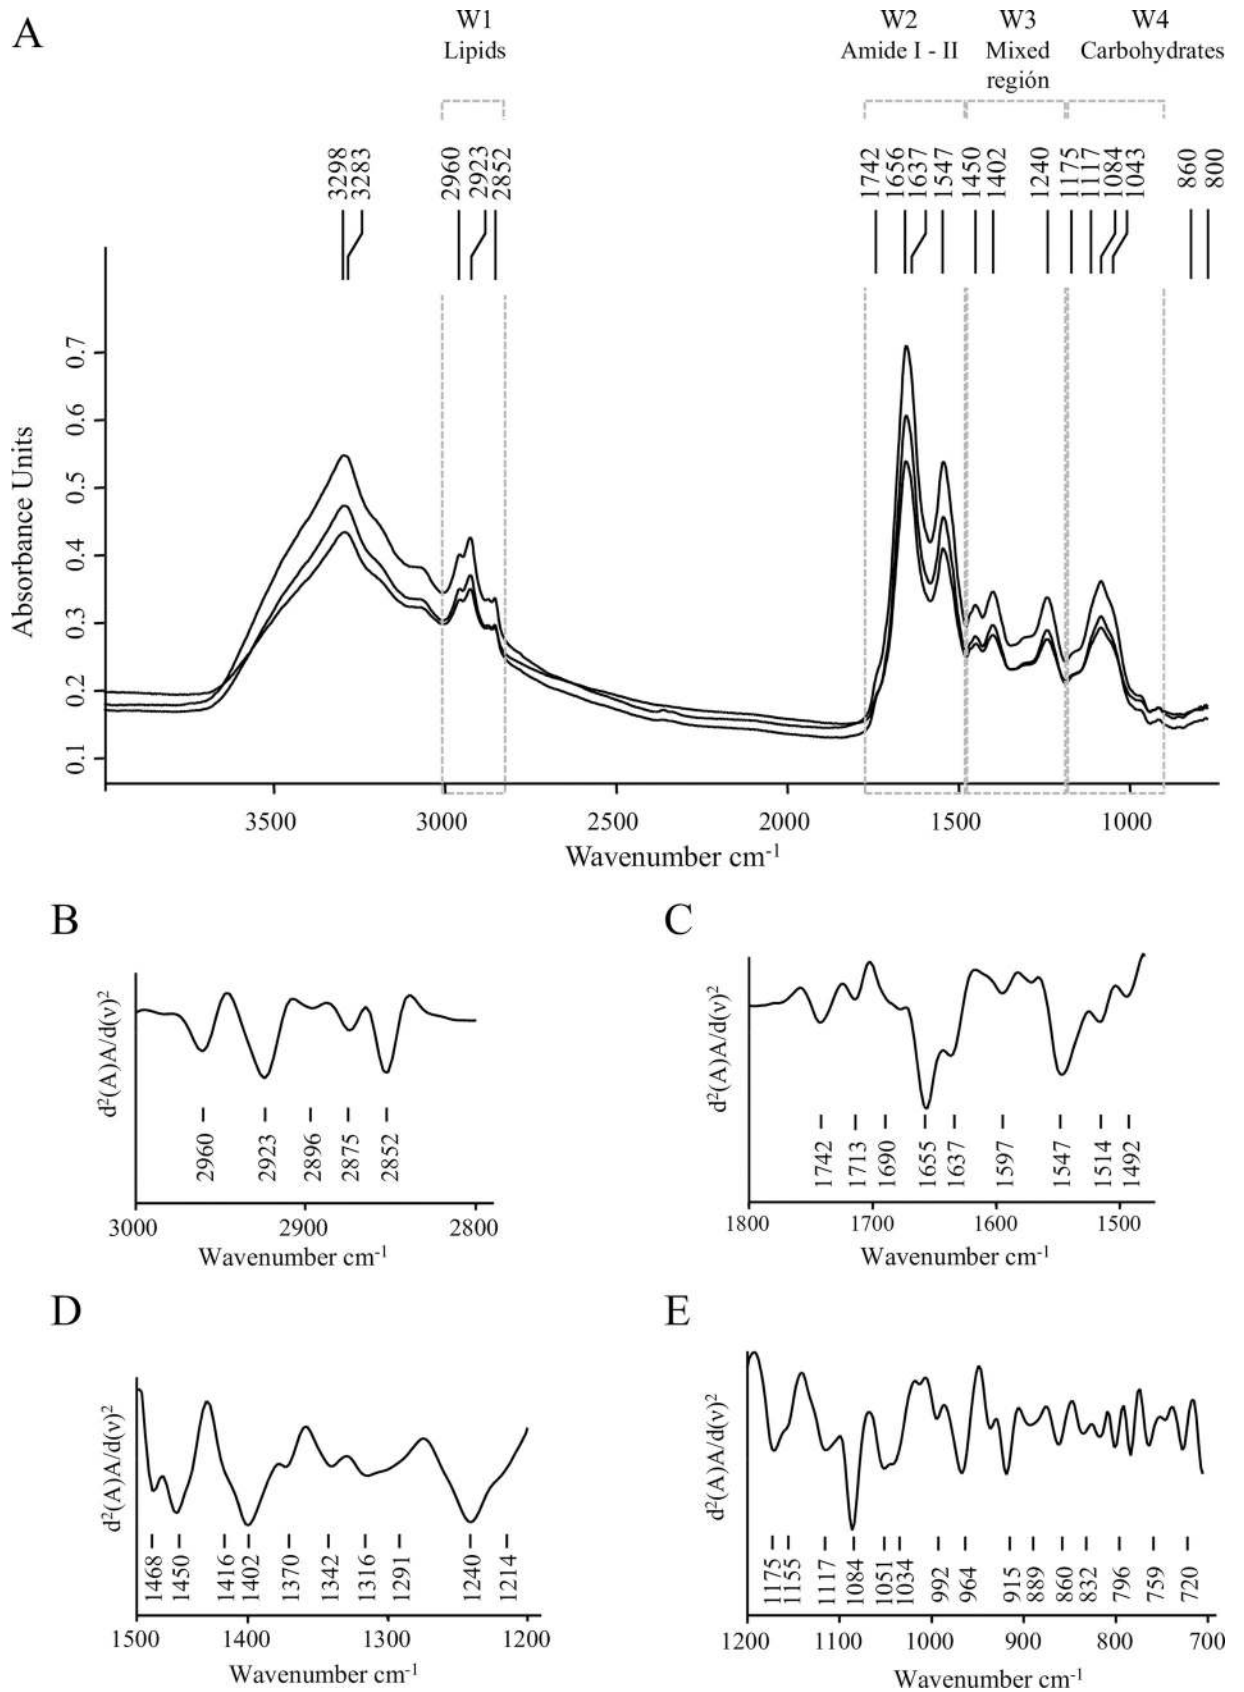 A
W1
Lipids
W2
Amide I - II
W3
Mixed
región
W4
Carbohydrates
3298
3283
2960
2923
2852
1742
1656
1637
1547
1450
1402
1240
1175
1117
1084
1043
860
800
Absorbance Units
0.7
0.6
0.5
0.4
0.3
0.2
0.1
3500 3000 2500 2000 1500 1000
Wavenumber cm-1
B
d²(A)A/d(ν)²
2960
2923
2896
2875
2852
3000 2900 2800
Wavenumber cm-1
C
d²(A)A/d(ν)²
1742
1713
1690
1655
1637
1597
1547
1514
1492
1800 1700 1600 1500
Wavenumber cm-1
D
d²(A)A/d(ν)²
1468
1450
1416
1402
1370
1342
1316
1291
1240
1214
1500 1400 1300 1200
Wavenumber cm-1
E
d²(A)A/d(ν)²
1175
1155
1117
1084
1051
1034
992
964
915
889
860
832
796
759
720
1200 1100 1000 900 800 700
Wavenumber cm-1